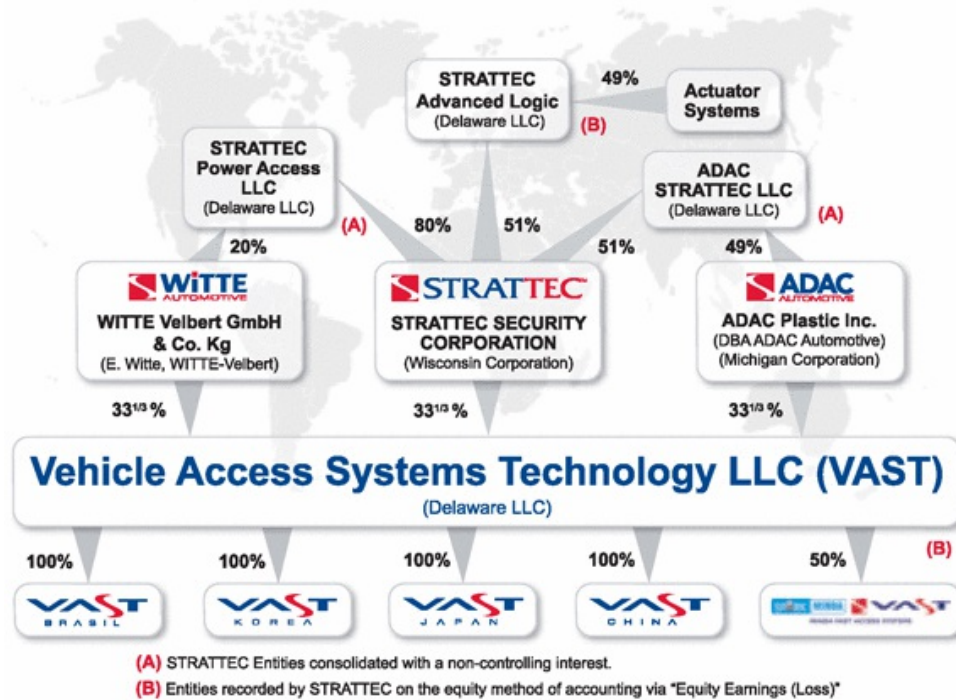 STRATTEC
Advanced Logic
(Delaware LLC)
(B)
49%
Actuator
Systems
STRATTEC
Power Access
LLC
(Delaware LLC)
(A)
ADAC
STRATTEC LLC
(Delaware LLC)
(A)
20%
80%
51%
51%
49%
WiTTE
AUTOMOTIVE
WITTE Velbert GmbH
& Co. Kg
(E. Witte, WITTE-Velbert)
STRATTEC
STRATTEC SECURITY
CORPORATION
(Wisconsin Corporation)
ADAC
AUTOMOTIVE
ADAC Plastic Inc.
(DBA ADAC Automotive)
(Michigan Corporation)
33 1/3 %
33 1/3 %
33 1/3 %
Vehicle Access Systems Technology LLC (VAST)
(Delaware LLC)
(B)
100%
100%
100%
100%
50%
VAST
BRASIL
VAST
KOREA
VAST
JAPAN
VAST
CHINA
MINDA VAST
MINDA VAST ACCESS SYSTEMS
(A) STRATTEC Entities consolidated with a non-controlling interest.
(B) Entities recorded by STRATTEC on the equity method of accounting via "Equity Earnings (Loss)"